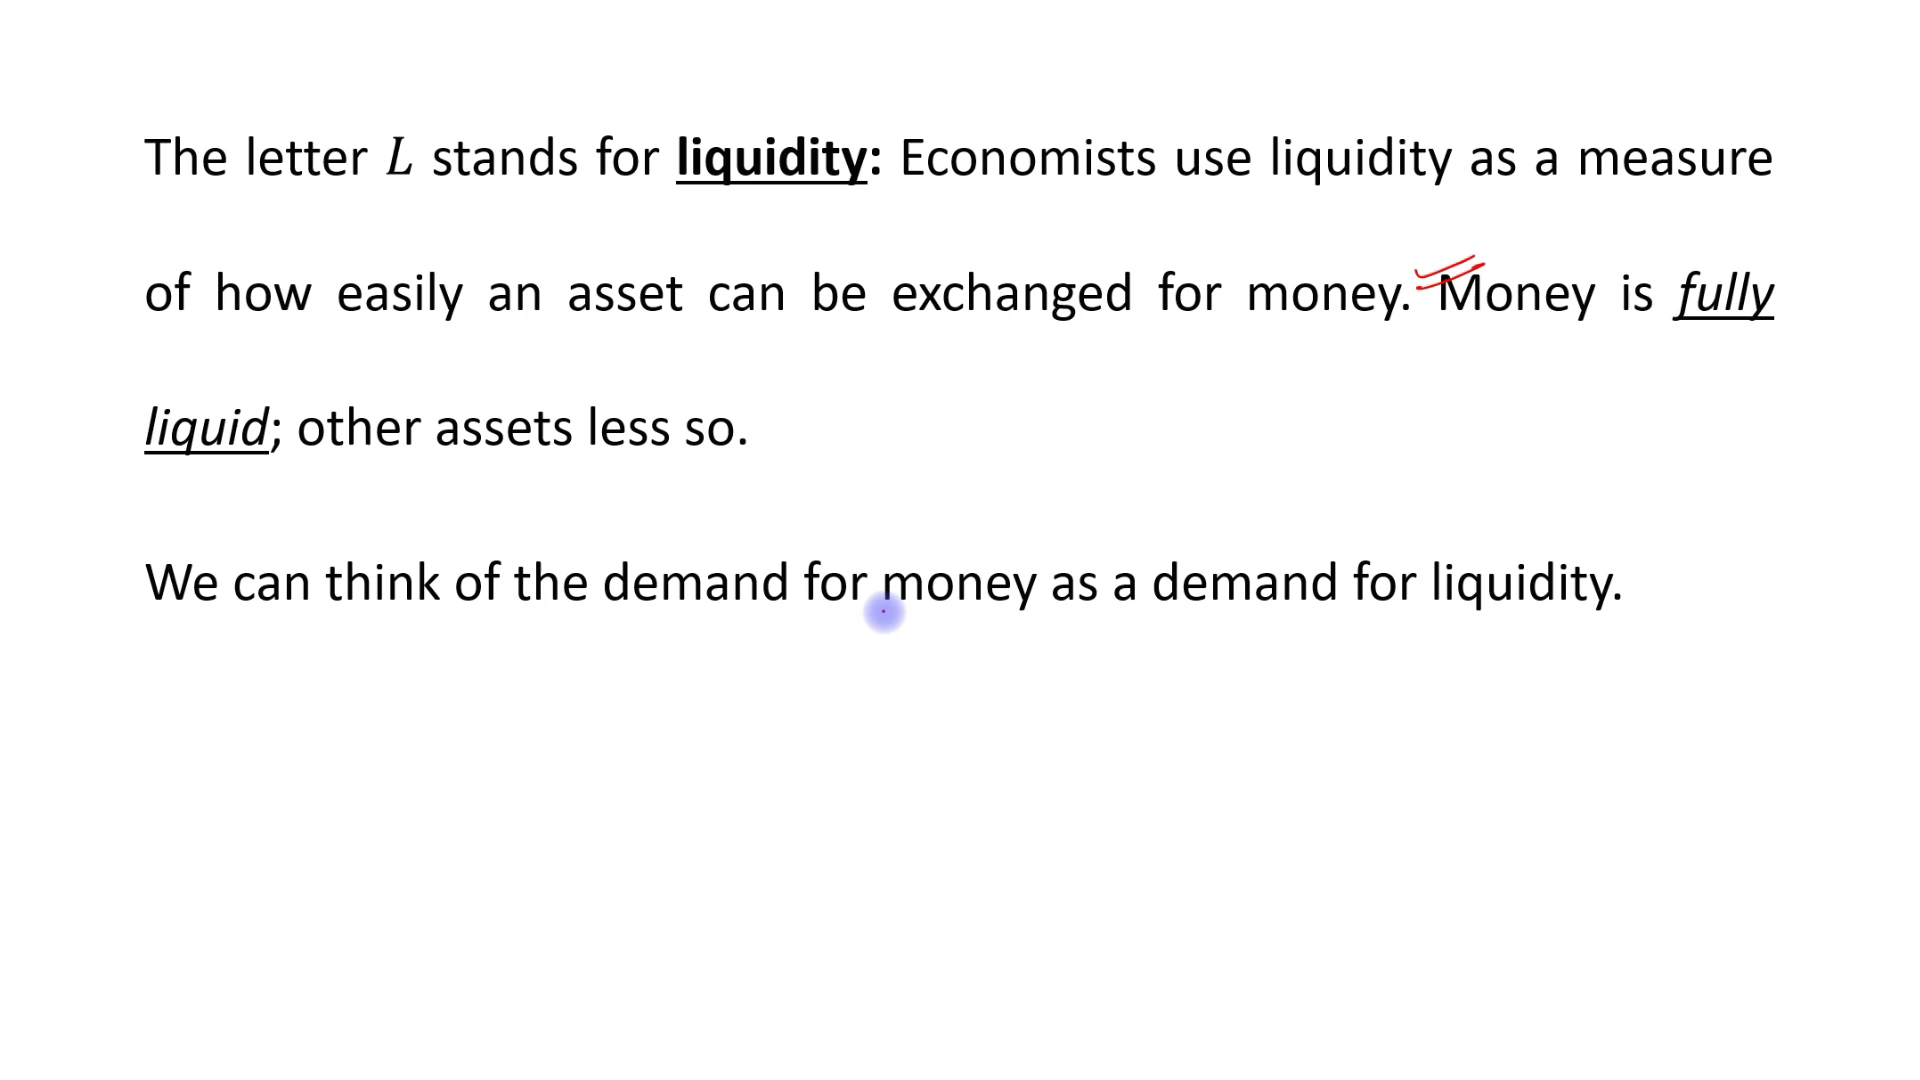 The letter L stands for liquidity: Economists use liquidity as a measure
of how easily an asset can be exchanged for money. Money is fully
liquid; other assets less so.
We can think of the demand for money as a demand for liquidity.